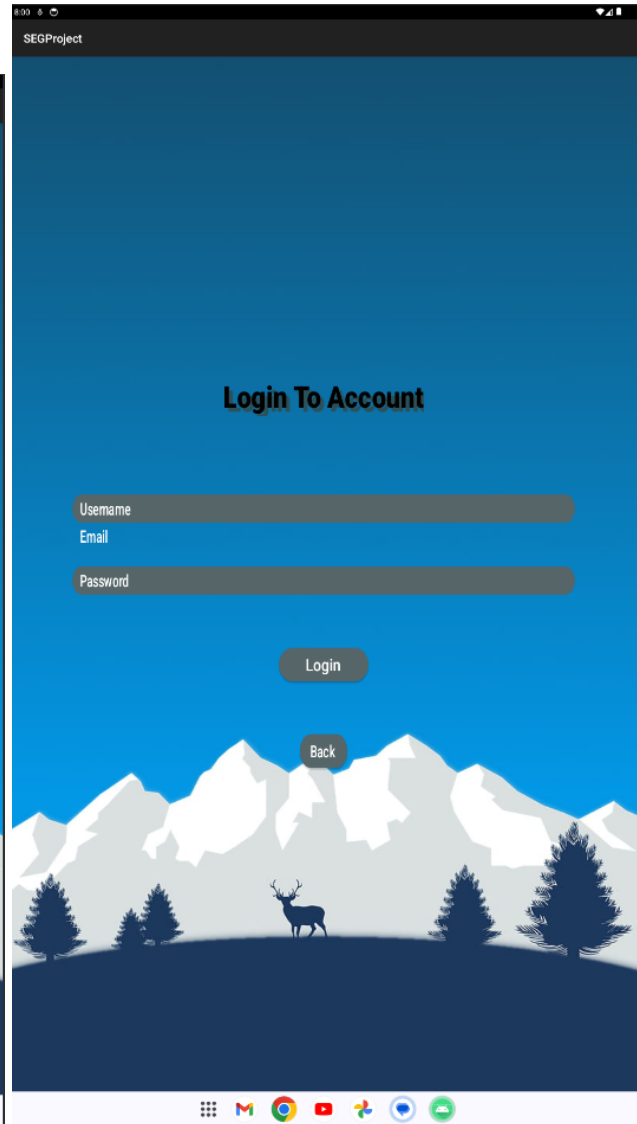 8:00
SEGProject
Login To Account
Username
Email
Password
Login
Back